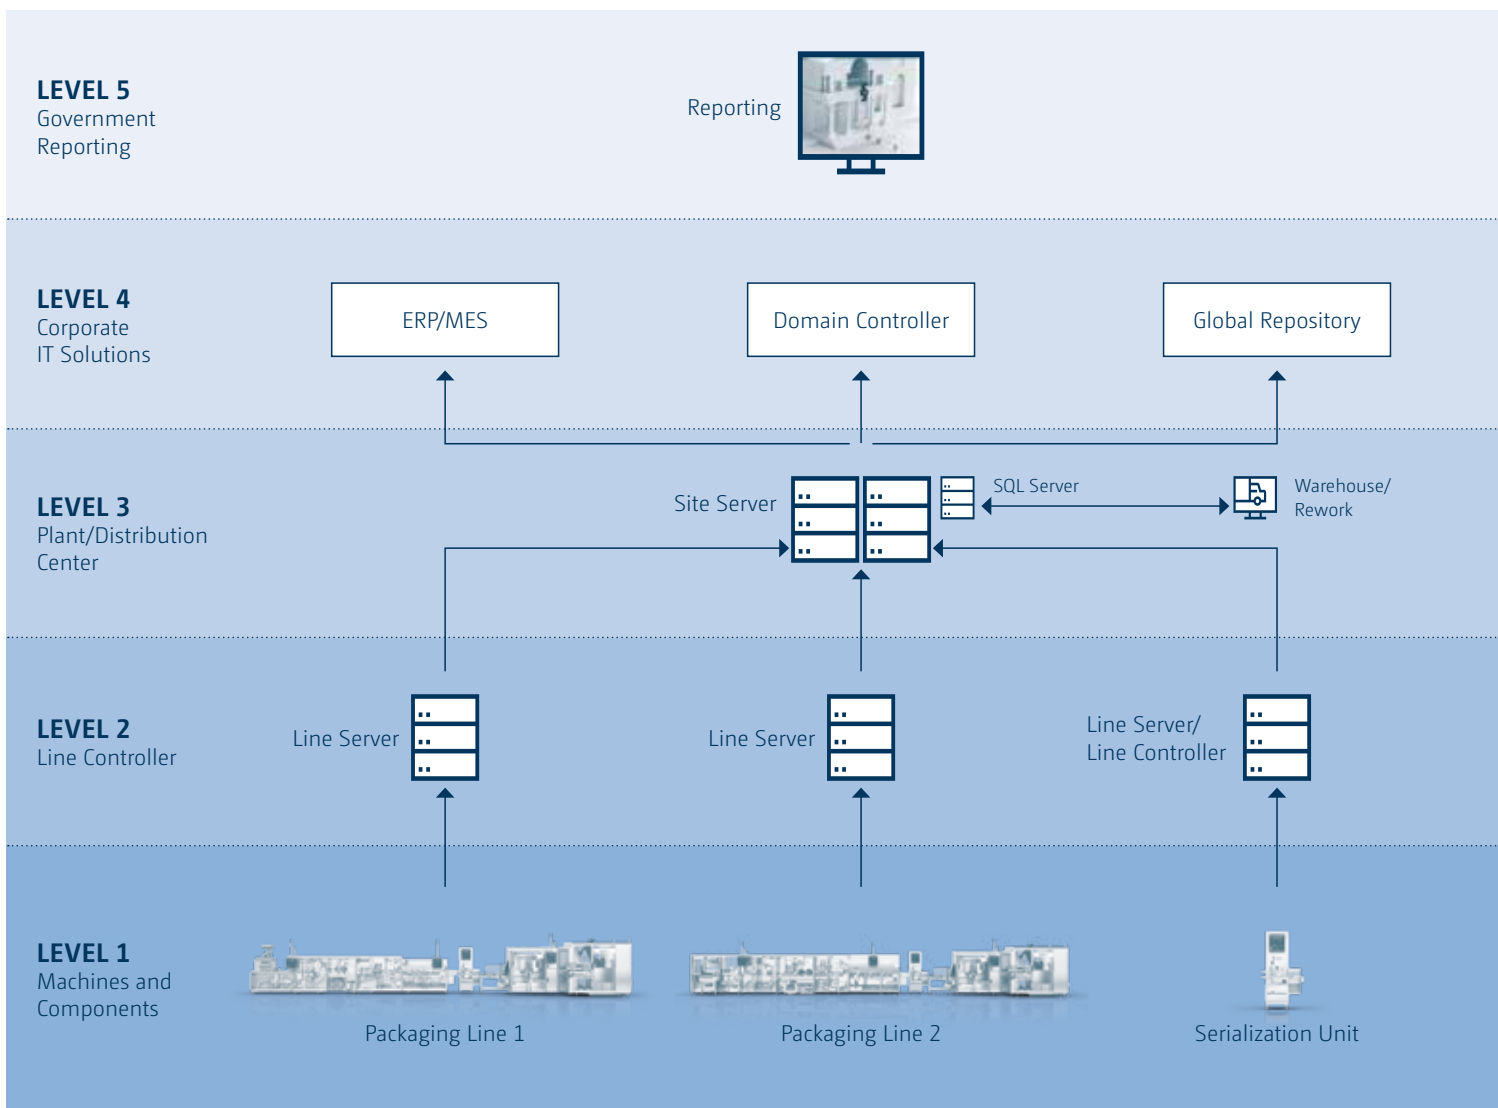 LEVEL 5
Government
Reporting
Reporting
LEVEL 4
Corporate
IT Solutions
ERP/MES
Domain Controller
Global Repository
LEVEL 3
Plant/Distribution
Center
Site Server
SQL Server
Warehouse/
Rework
LEVEL 2
Line Controller
Line Server
Line Server
Line Server/
Line Controller
LEVEL 1
Machines and
Components
Packaging Line 1
Packaging Line 2
Serialization Unit